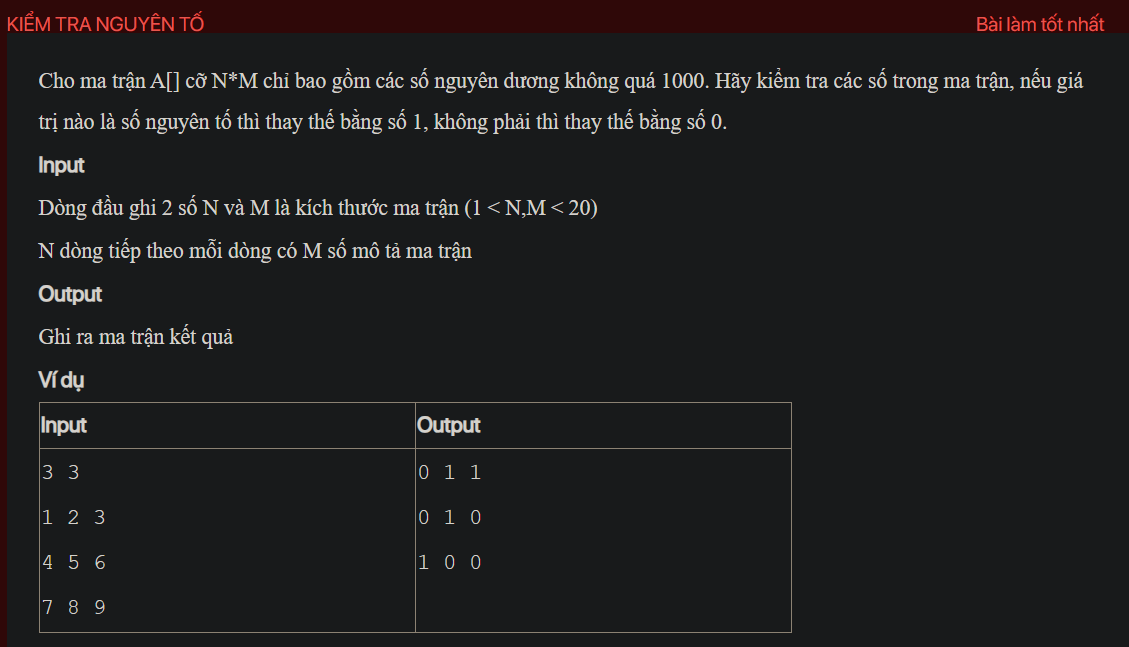 KIỂM TRA NGUYÊN TỐ
Bài làm tốt nhất
Cho ma trận A[] cỡ N*M chỉ bao gồm các số nguyên dương không quá 1000. Hãy kiểm tra các số trong ma trận, nếu giá
trị nào là số nguyên tố thì thay thế bằng số 1, không phải thì thay thế bằng số 0.
Input
Dòng đầu ghi 2 số N và M là kích thước ma trận (1 < N,M < 20)
N dòng tiếp theo mỗi dòng có M số mô tả ma trận
Output
Ghi ra ma trận kết quả
Ví dụ
Input Output
3 3 0 1 1
1 2 3 0 1 0
4 5 6 1 0 0
7 8 9